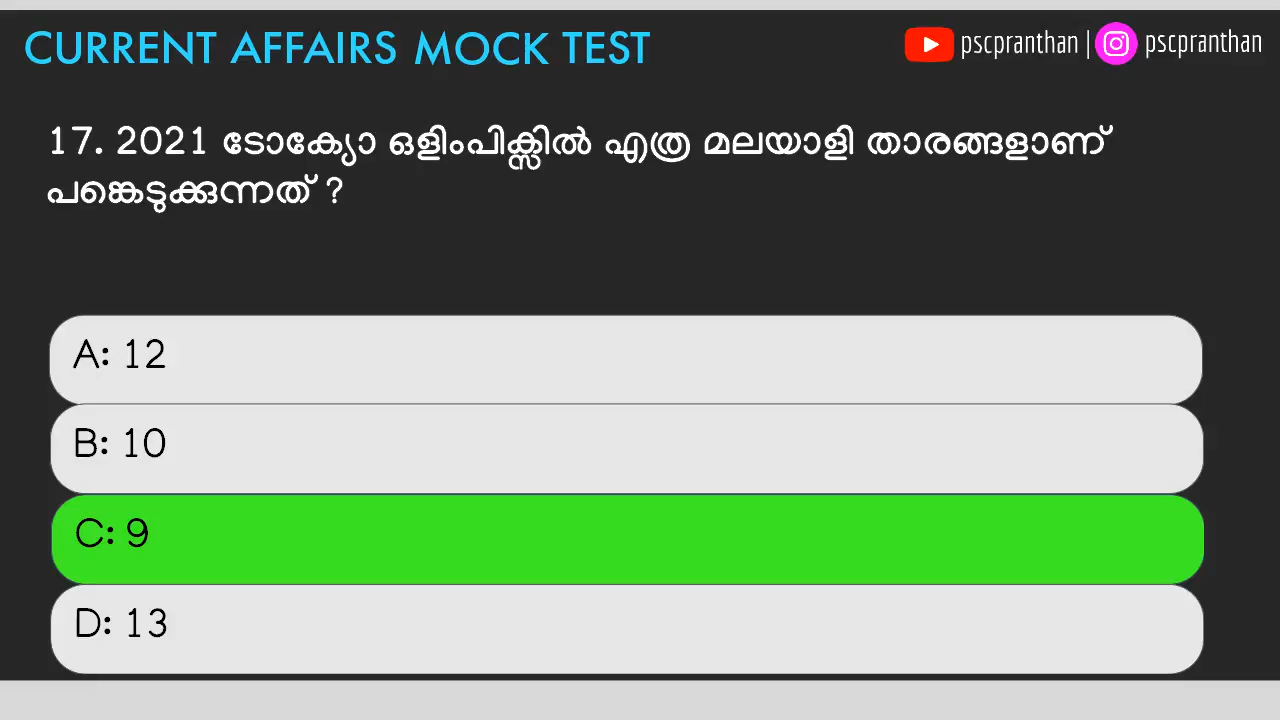 CURRENT AFFAIRS MOCK TEST
pscpranthan | pscpranthan
17. 2021 ടോക്യോ ഒളിംപിക്സിൽ എത്ര മലയാളി താരങ്ങളാണ്
പങ്കെടുക്കുന്നത് ?
A: 12
B: 10
C: 9
D: 13